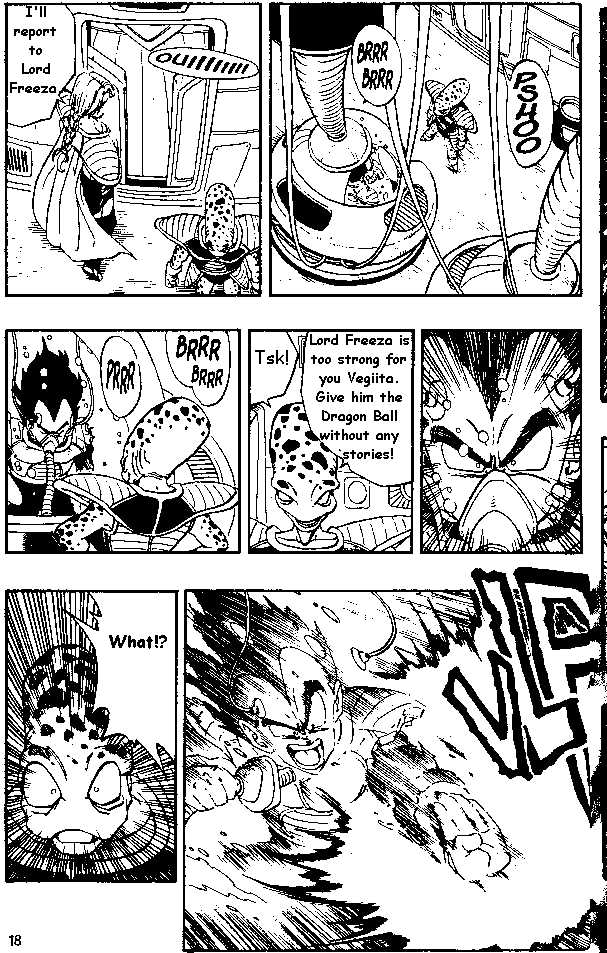 I'll
report
to
Lord
Freeza
OUIIIIIIII
BRRR
BRRR
PSHOO
PRRR
BRRR
BRRR
Tsk!
Lord Freeza is
too strong for
you Vegiita.
Give him the
Dragon Ball
without any
stories!
What!?
18